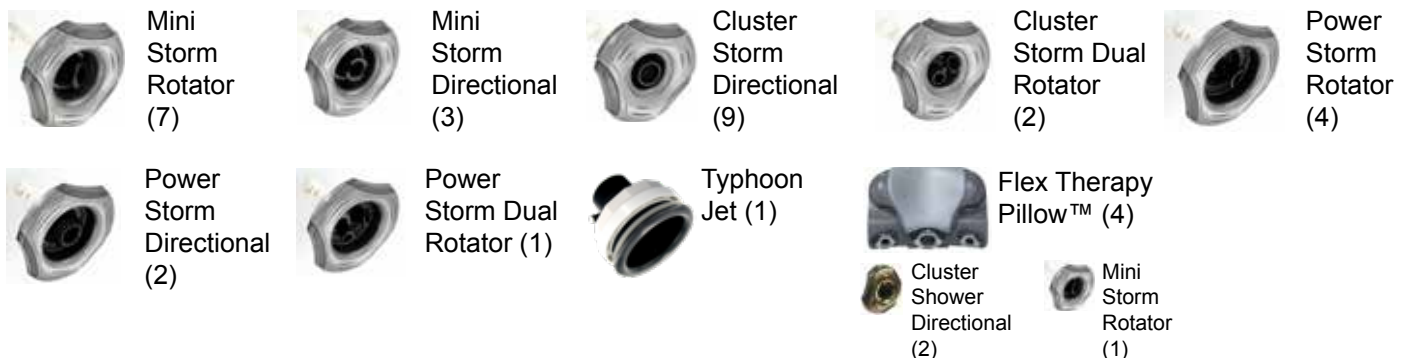 Mini
Storm
Rotator
(7)
Mini
Storm
Directional
(3)
Cluster
Storm
Directional
(9)
Cluster
Storm Dual
Rotator
(2)
Power
Storm
Rotator
(4)
Power
Storm
Directional
(2)
Power
Storm Dual
Rotator (1)
Typhoon
Jet (1)
Flex Therapy
Pillow™ (4)
Cluster
Shower
Directional
(2)
Mini
Storm
Rotator
(1)